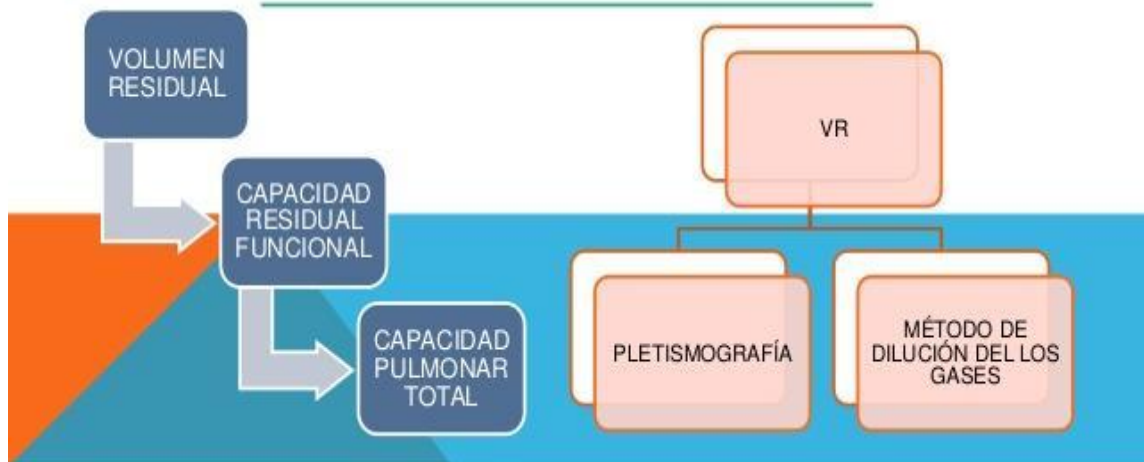 VOLUMEN
RESIDUAL
CAPACIDAD
RESIDUAL
FUNCIONAL
CAPACIDAD
PULMONAR
TOTAL
VR
PLETISMOGRAFÍA
MÉTODO DE
DILUCIÓN DEL LOS
GASES